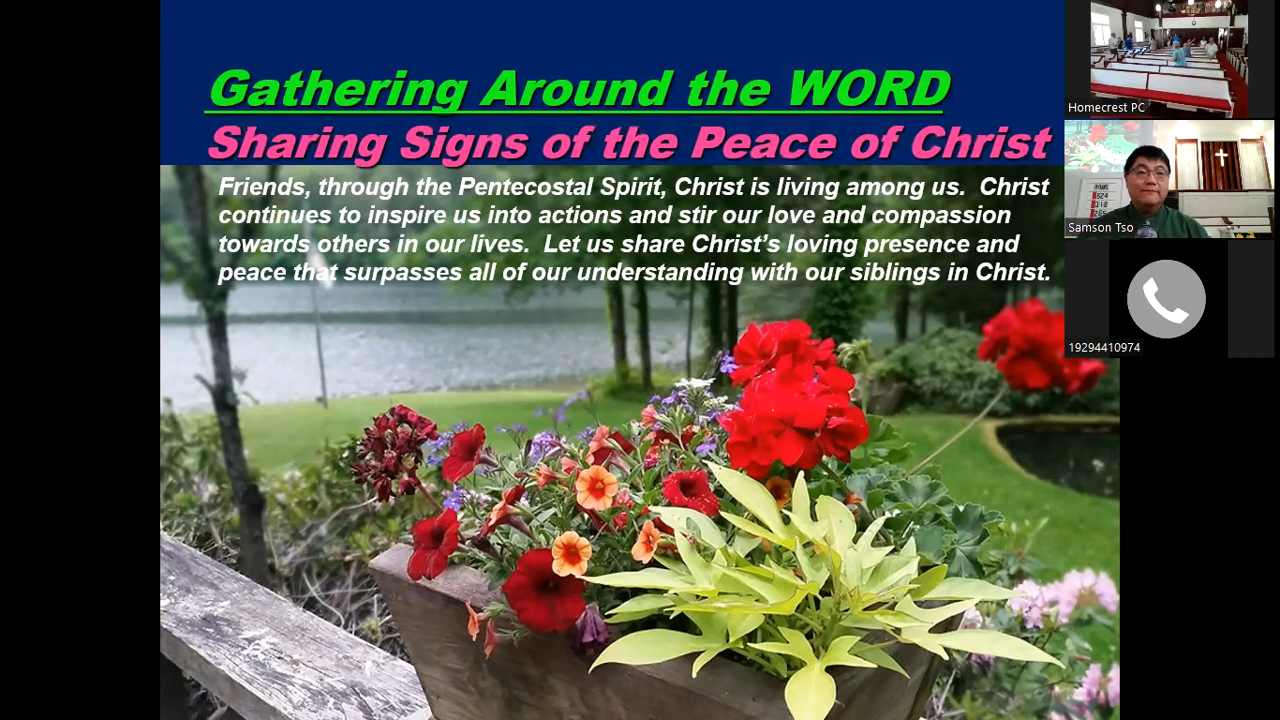 Gathering Around the WORD
Sharing Signs of the Peace of Christ
Friends, through the Pentecostal Spirit, Christ is living among us.  Christ
continues to inspire us into actions and stir our love and compassion
towards others in our lives.  Let us share Christ's loving presence and
peace that surpasses all of our understanding with our siblings in Christ.
Homecrest PC
Samson Tso
19294410974